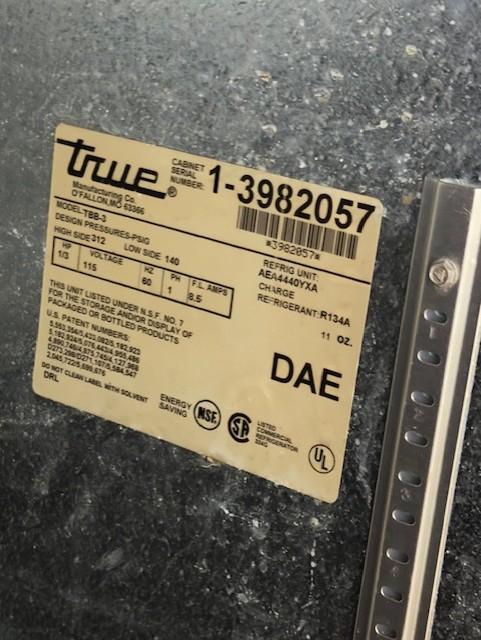 true®
Manufacturing Co.
O'FALLON, MO 63366
CABINET
SERIAL
NUMBER:
1-3982057
*3982057*
MODEL TBB-3
DESIGN PRESSURES-PSIG
HIGH SIDE 312 LOW SIDE 140
HP VOLTAGE HZ PH F.L. AMPS
1/3 115 60 1 8.5
REFRIG UNIT:
AEA4440YXA
CHARGE
REFRIGERANT: R134A
11 OZ.
THIS UNIT LISTED UNDER N.S.F. NO. 7
FOR THE STORAGE AND/OR DISPLAY OF
PACKAGED OR BOTTLED PRODUCTS
U.S. PATENT NUMBERS:
DAE
DO NOT CLEAN LABEL WITH SOLVENT
DRL
ENERGY
SAVING
NSF
SA
LISTED
COMMERCIAL
REFRIGERATOR
UL